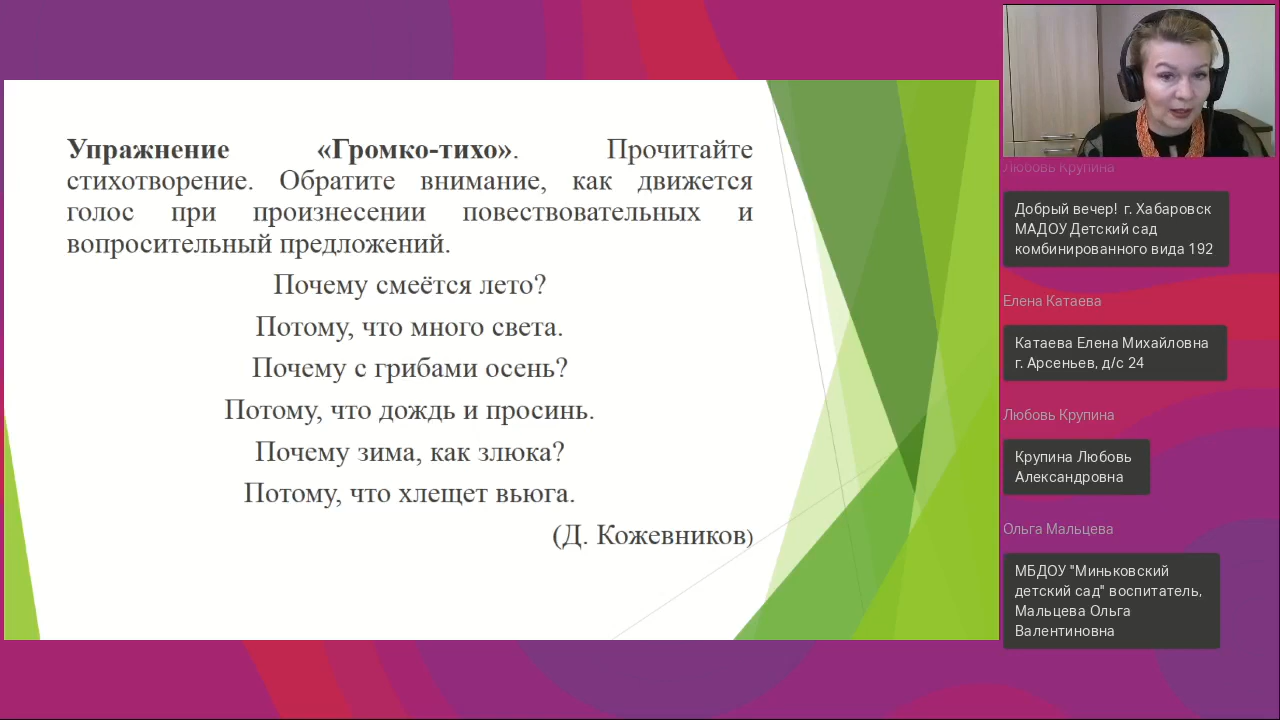 Упражнение «Громко-тихо». Прочитайте
стихотворение. Обратите внимание, как движется
голос при произнесении повествовательных и
вопросительный предложений.
Почему смеётся лето?
Потому, что много света.
Почему с грибами осень?
Потому, что дождь и просинь.
Почему зима, как злюка?
Потому, что хлещет вьюга.
(Д. Кожевников)
Любовь Крупина
Добрый вечер! г. Хабаровск
МАДОУ Детский сад
комбинированного вида 192
Елена Катаева
Катаева Елена Михайловна
г. Арсеньев, д/с 24
Любовь Крупина
Крупина Любовь
Александровна
Ольга Мальцева
МБДОУ "Миньковский
детский сад" воспитатель,
Мальцева Ольга
Валентиновна